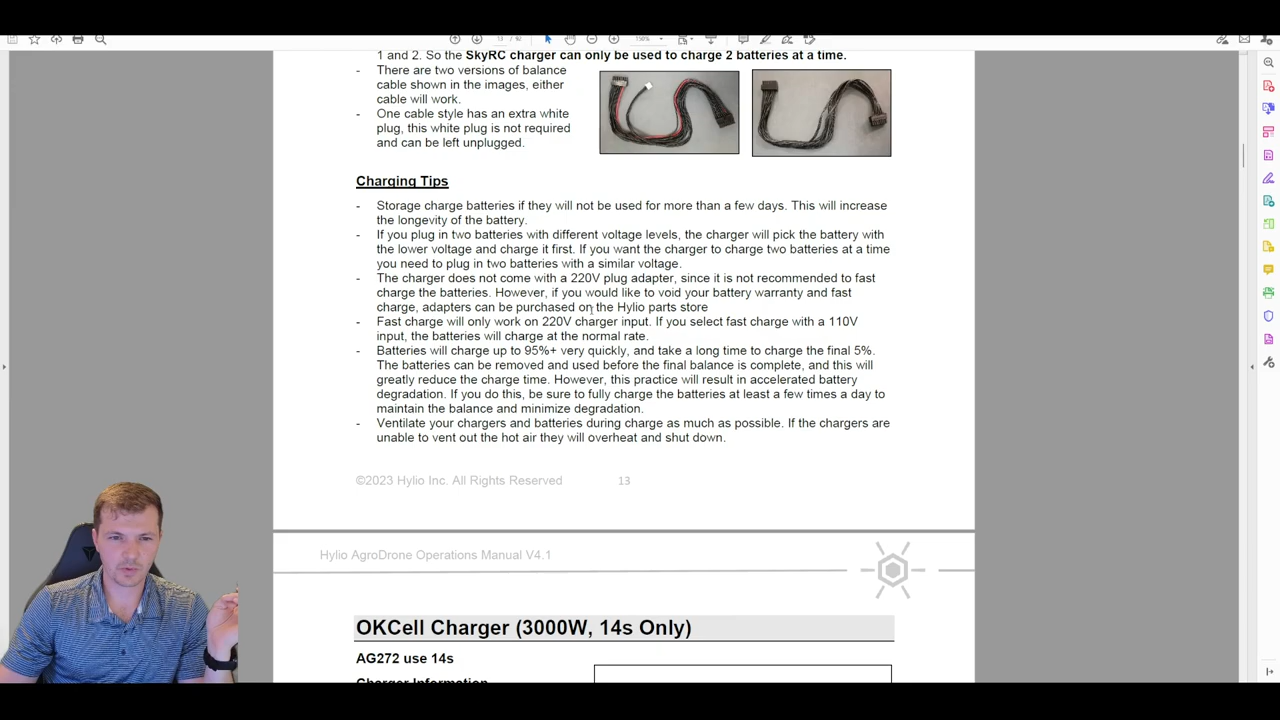 13 / 92
150%
1 and 2. So the SkyRC charger can only be used to charge 2 batteries at a time.
- There are two versions of balance
cable shown in the images, either
cable will work.
- One cable style has an extra white
plug, this white plug is not required
and can be left unplugged.
Charging Tips
- Storage charge batteries if they will not be used for more than a few days. This will increase
the longevity of the battery.
- If you plug in two batteries with different voltage levels, the charger will pick the battery with
the lower voltage and charge it first. If you want the charger to charge two batteries at a time
you need to plug in two batteries with a similar voltage.
- The charger does not come with a 220V plug adapter, since it is not recommended to fast
charge the batteries. However, if you would like to void your battery warranty and fast
charge, adapters can be purchased on the Hylio parts store
- Fast charge will only work on 220V charger input. If you select fast charge with a 110V
input, the batteries will charge at the normal rate.
- Batteries will charge up to 95%+ very quickly, and take a long time to charge the final 5%.
The batteries can be removed and used before the final balance is complete, and this will
greatly reduce the charge time. However, this practice will result in accelerated battery
degradation. If you do this, be sure to fully charge the batteries at least a few times a day to
maintain the balance and minimize degradation.
- Ventilate your chargers and batteries during charge as much as possible. If the chargers are
unable to vent out the hot air they will overheat and shut down.
©2023 Hylio Inc. All Rights Reserved 13
Hylio AgroDrone Operations Manual V4.1
OKCell Charger (3000W, 14s Only)
AG272 use 14s
Charger Information